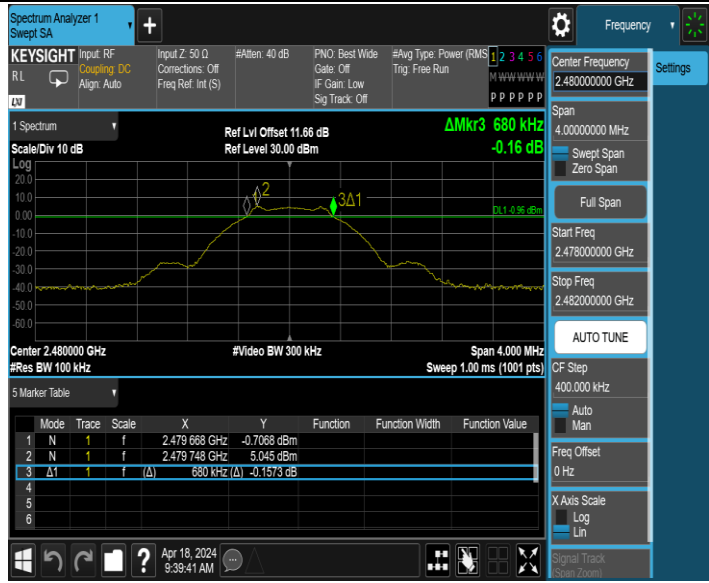 Spectrum Analyzer 1
Swept SA
Frequency
KEYSIGHT
RL
LXI
Input: RF
Coupling: DC
Align: Auto
Input Z: 50 Ω
Corrections: Off
Freq Ref: Int (S)
#Atten: 40 dB
PNO: Best Wide
Gate: Off
IF Gain: Low
Sig Track: Off
#Avg Type: Power (RMS
Trig: Free Run
1 2 3 4 5 6
M W W W W W
P P P P P P
1 Spectrum
Scale/Div 10 dB
Ref Lvl Offset 11.66 dB
Ref Level 30.00 dBm
ΔMkr3 680 kHz
-0.16 dB
Log
20.0
10.0
0.00
-10.0
-20.0
-30.0
-40.0
-50.0
-60.0
2
3Δ1
DL1 -0.96 dBm
Center 2.480000 GHz
#Res BW 100 kHz
#Video BW 300 kHz
Span 4.000 MHz
Sweep 1.00 ms (1001 pts)
5 Marker Table
Mode Trace Scale X Y Function Function Width Function Value
1 N 1 f 2.479 668 GHz -0.7068 dBm
2 N 1 f 2.479 748 GHz 5.045 dBm
3 Δ1 1 f (Δ) 680 kHz (Δ) -0.1573 dB
4
5
6
?
Apr 18, 2024
9:39:41 AM
Center Frequency
2.480000000 GHz
Settings
Span
4.00000000 MHz
Swept Span
Zero Span
Full Span
Start Freq
2.478000000 GHz
Stop Freq
2.482000000 GHz
AUTO TUNE
CF Step
400.000 kHz
Auto
Man
Freq Offset
0 Hz
X Axis Scale
Log
Lin
Signal Track
(Span Zoom)